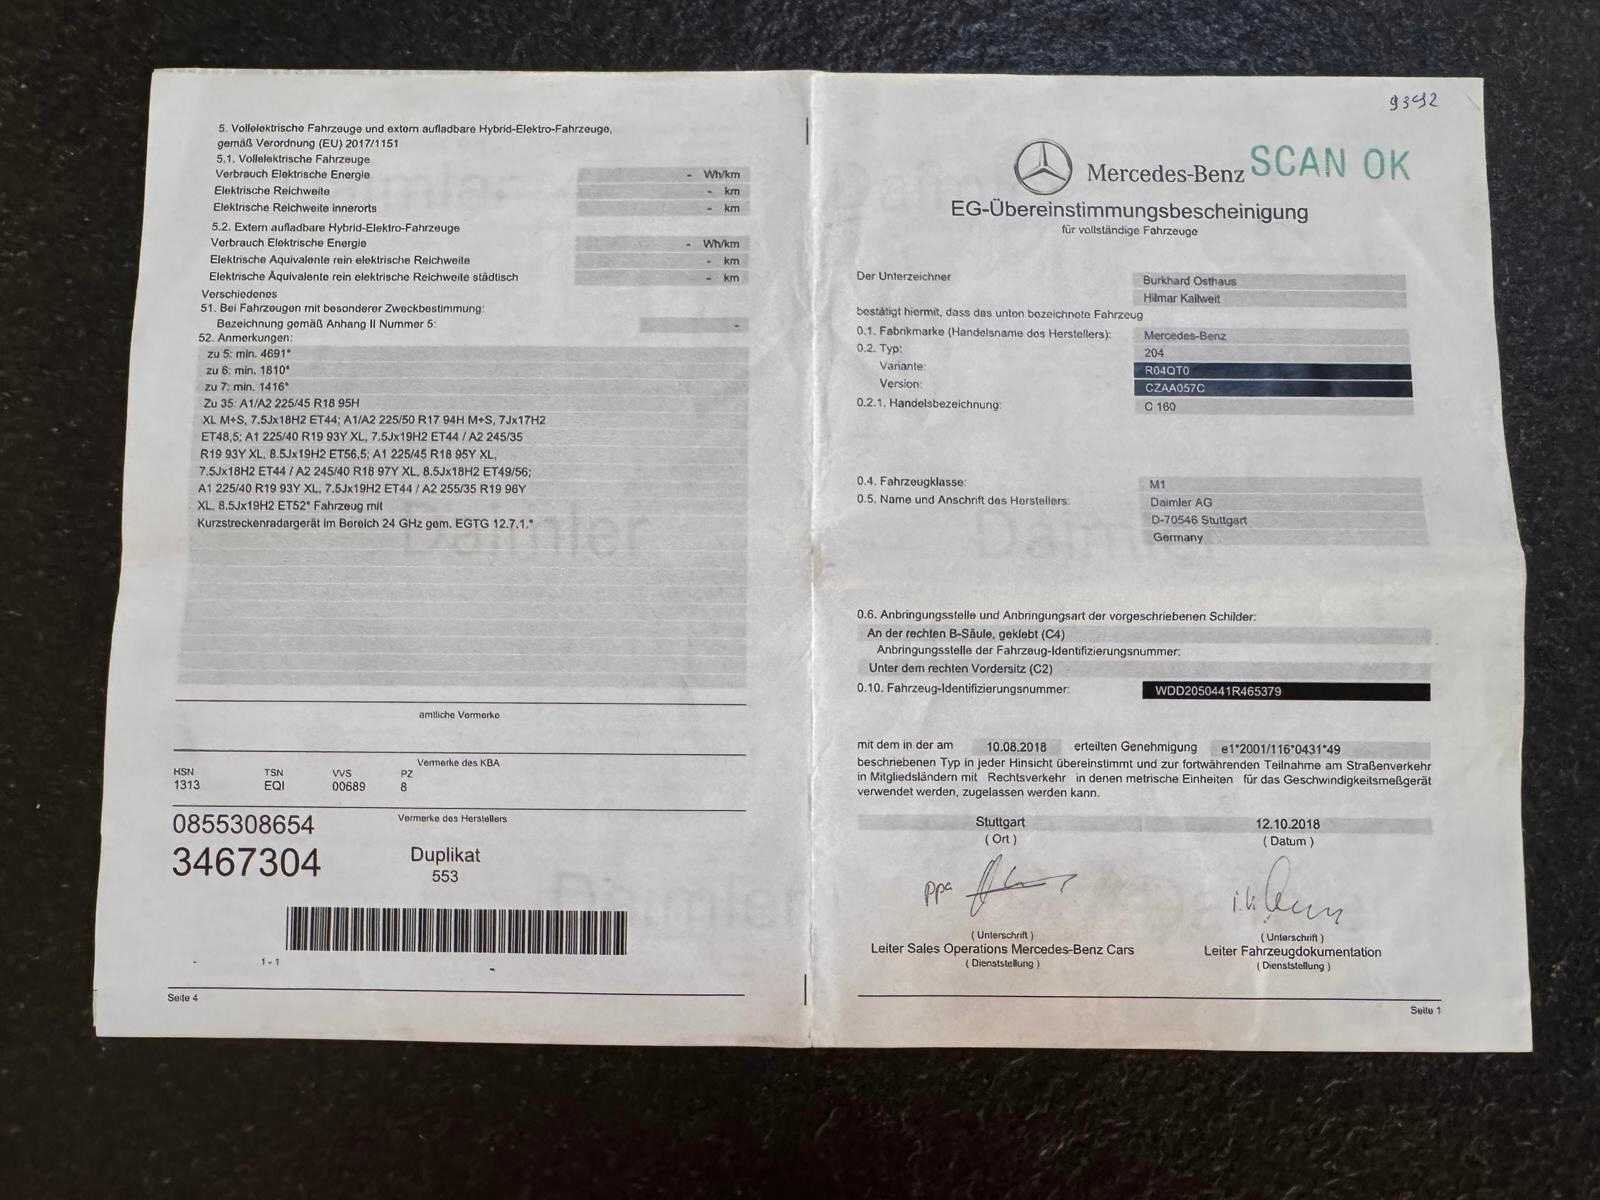 5. Vollelektrische Fahrzeuge und extern aufladbare Hybrid-Elektro-Fahrzeuge,
gemäß Verordnung (EU) 2017/1151
5.1. Vollelektrische Fahrzeuge
Verbrauch Elektrische Energie - Wh/km
Elektrische Reichweite - km
Elektrische Reichweite innerorts - km
5.2. Extern aufladbare Hybrid-Elektro-Fahrzeuge
Verbrauch Elektrische Energie - Wh/km
Elektrische Äquivalente rein elektrische Reichweite - km
Elektrische Äquivalente rein elektrische Reichweite städtisch - km
Verschiedenes
51. Bei Fahrzeugen mit besonderer Zweckbestimmung:
Bezeichnung gemäß Anhang II Nummer 5: -
52. Anmerkungen:
zu 5: min. 4691*
zu 6: min. 1810*
zu 7: min. 1416*
Zu 35: A1/A2 225/45 R18 95H
XL M+S, 7.5Jx18H2 ET44; A1/A2 225/50 R17 94H M+S, 7Jx17H2
ET48,5; A1 225/40 R19 93Y XL, 7.5Jx19H2 ET44 / A2 245/35
R19 93Y XL, 8.5Jx19H2 ET56,5; A1 225/45 R18 95Y XL,
7.5Jx18H2 ET44 / A2 245/40 R18 97Y XL, 8.5Jx18H2 ET49/56;
A1 225/40 R19 93Y XL, 7.5Jx19H2 ET44 / A2 255/35 R19 96Y
XL, 8.5Jx19H2 ET52* Fahrzeug mit
Kurzstreckenradargerät im Bereich 24 GHz gem. EGTG 12.7.1.*
amtliche Vermerke
Vermerke des KBA
HSN TSN VVS PZ
1313 EQI 00689 8
Vermerke des Herstellers
0855308654
3467304
Duplikat
553
- 1-1
Seite 4
9392
Mercedes-Benz SCAN OK
EG-Übereinstimmungsbescheinigung
für vollständige Fahrzeuge
Der Unterzeichner Burkhard Osthaus
Hilmar Kallweit
bestätigt hiermit, dass das unten bezeichnete Fahrzeug
0.1. Fabrikmarke (Handelsname des Herstellers): Mercedes-Benz
0.2. Typ: 204
Variante: R04QT0
Version: CZAA057C
0.2.1. Handelsbezeichnung: C 160
0.4. Fahrzeugklasse: M1
0.5. Name und Anschrift des Herstellers: Daimler AG
D-70546 Stuttgart
Germany
0.6. Anbringungsstelle und Anbringungsart der vorgeschriebenen Schilder:
An der rechten B-Säule, geklebt (C4)
Anbringungsstelle der Fahrzeug-Identifizierungsnummer:
Unter dem rechten Vordersitz (C2)
0.10. Fahrzeug-Identifizierungsnummer: WDD2050441R465379
mit dem in der am 10.08.2018 erteilten Genehmigung e1*2001/116*0431*49
beschriebenen Typ in jeder Hinsicht übereinstimmt und zur fortwährenden Teilnahme am Straßenverkehr
in Mitgliedsländern mit Rechtsverkehr in denen metrische Einheiten für das Geschwindigkeitsmeßgerät
verwendet werden, zugelassen werden kann.
Stuttgart 12.10.2018
( Ort ) ( Datum )
ppa i.V.
( Unterschrift ) ( Unterschrift )
Leiter Sales Operations Mercedes-Benz Cars Leiter Fahrzeugdokumentation
( Dienststellung ) ( Dienststellung )
Seite 1